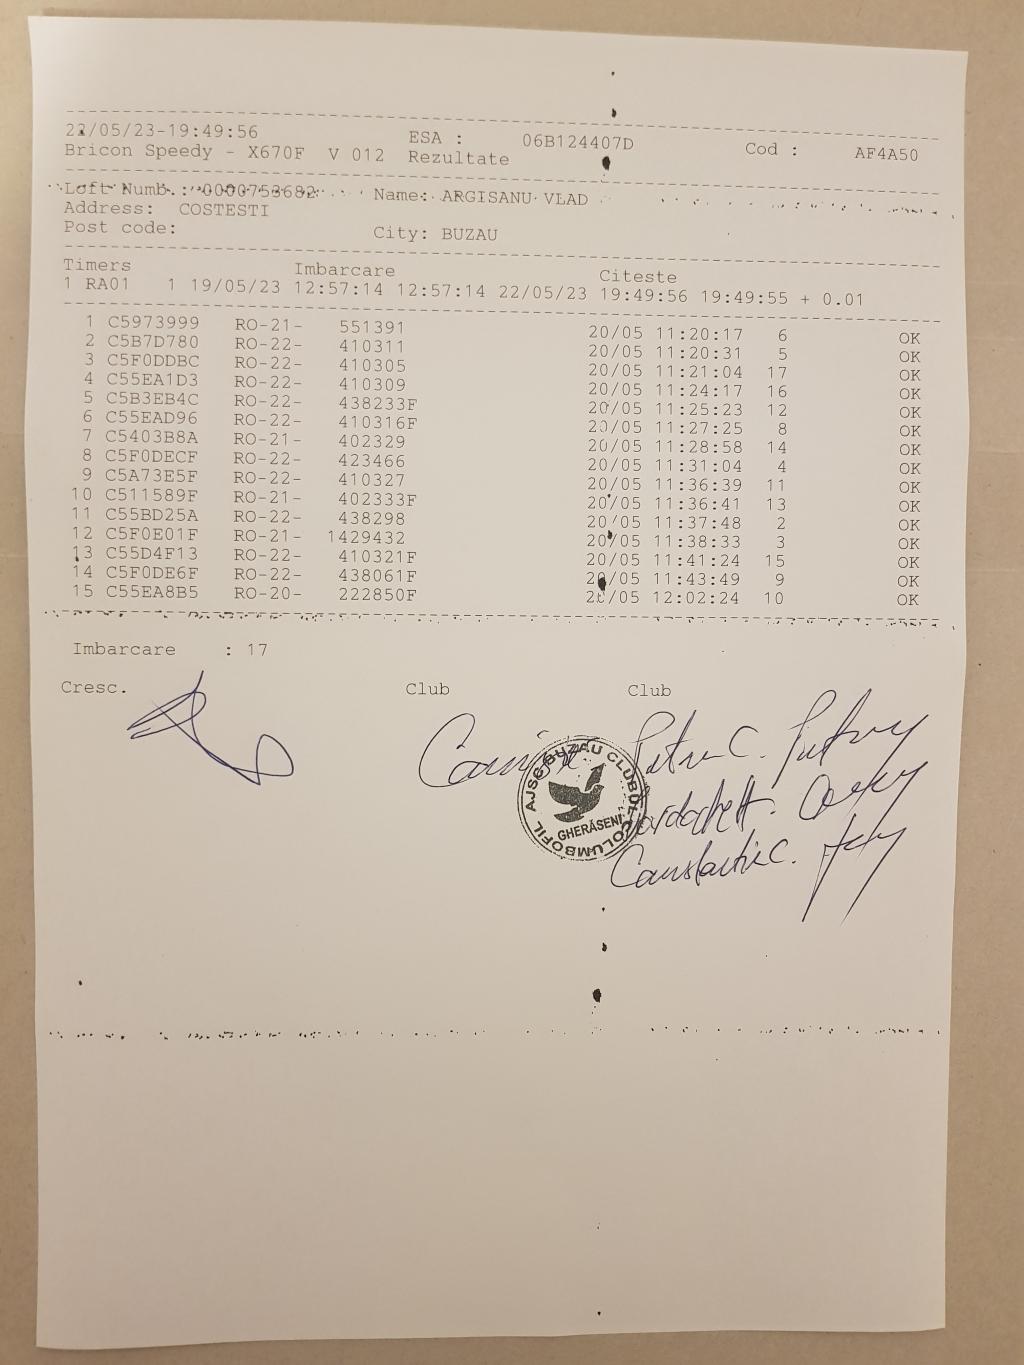 22/05/23-19:49:56 ESA : 06B124407D Cod : AF4A50
Bricon Speedy - X670F V 012 Rezultate
Loft Numb.: 0000753682 Name: ARGISANU VLAD
Address: COSTESTI
Post code: City: BUZAU
Timers Imbarcare Citeste
1 RA01 1 19/05/23 12:57:14 12:57:14 22/05/23 19:49:56 19:49:55 + 0.01
1 C5973999 RO-21- 551391 20/05 11:20:17 6 OK
2 C5B7D780 RO-22- 410311 20/05 11:20:31 5 OK
3 C5F0DDBC RO-22- 410305 20/05 11:21:04 17 OK
4 C55EA1D3 RO-22- 410309 20/05 11:24:17 16 OK
5 C5B3EB4C RO-22- 438233F 20/05 11:25:23 12 OK
6 C55EAD96 RO-22- 410316F 20/05 11:27:25 8 OK
7 C5403B8A RO-21- 402329 20/05 11:28:58 14 OK
8 C5F0DECF RO-22- 423466 20/05 11:31:04 4 OK
9 C5A73E5F RO-22- 410327 20/05 11:36:39 11 OK
10 C511589F RO-21- 402333F 20/05 11:36:41 13 OK
11 C55BD25A RO-22- 438298 20/05 11:37:48 2 OK
12 C5F0E01F RO-21- 1429432 20/05 11:38:33 3 OK
13 C55D4F13 RO-22- 410321F 20/05 11:41:24 15 OK
14 C5F0DE6F RO-22- 438061F 20/05 11:43:49 9 OK
15 C55EA8B5 RO-20- 222850F 20/05 12:02:24 10 OK
Imbarcare : 17
Cresc. Club Club
Petru C.
AJSC BUZAU CLUBUL COLUMBOFIL
GHERĂSENI
Constantin C.